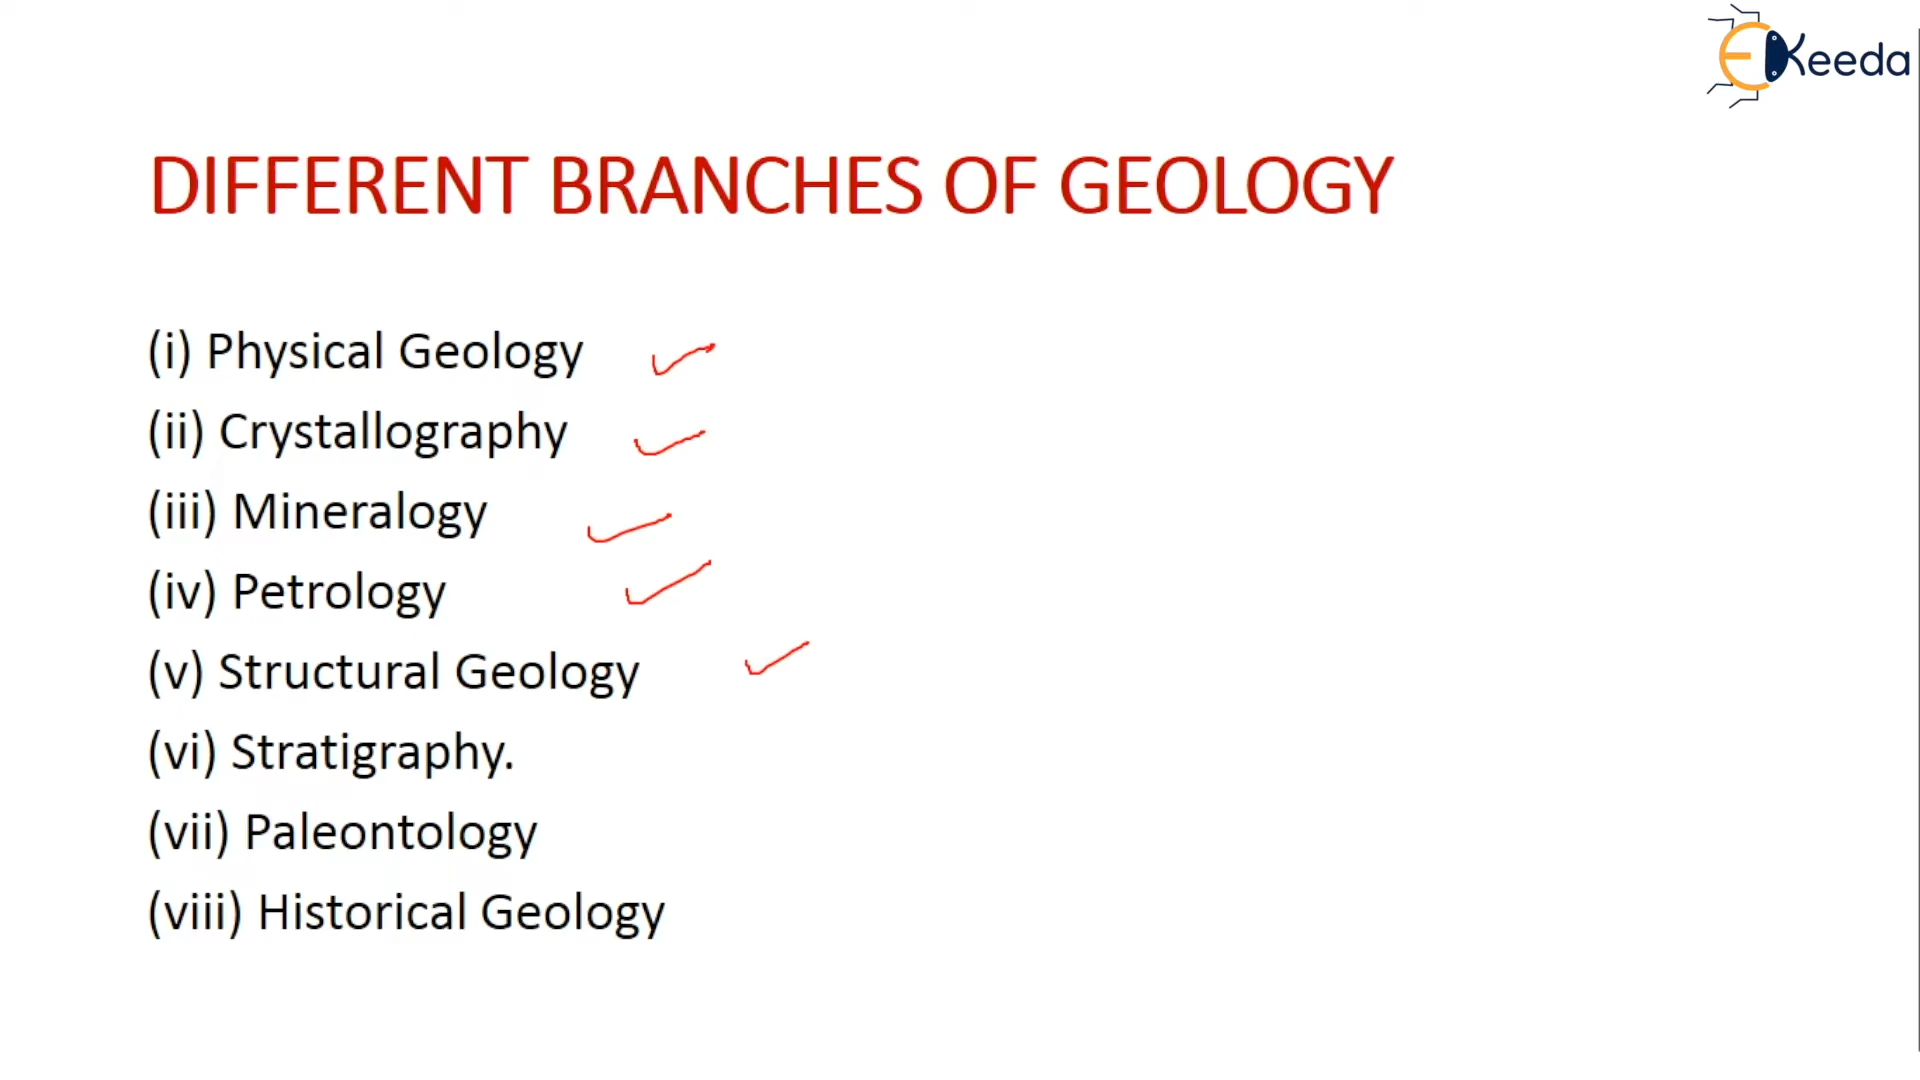 EKeeda
DIFFERENT BRANCHES OF GEOLOGY
(i) Physical Geology
(ii) Crystallography
(iii) Mineralogy
(iv) Petrology
(v) Structural Geology
(vi) Stratigraphy.
(vii) Paleontology
(viii) Historical Geology